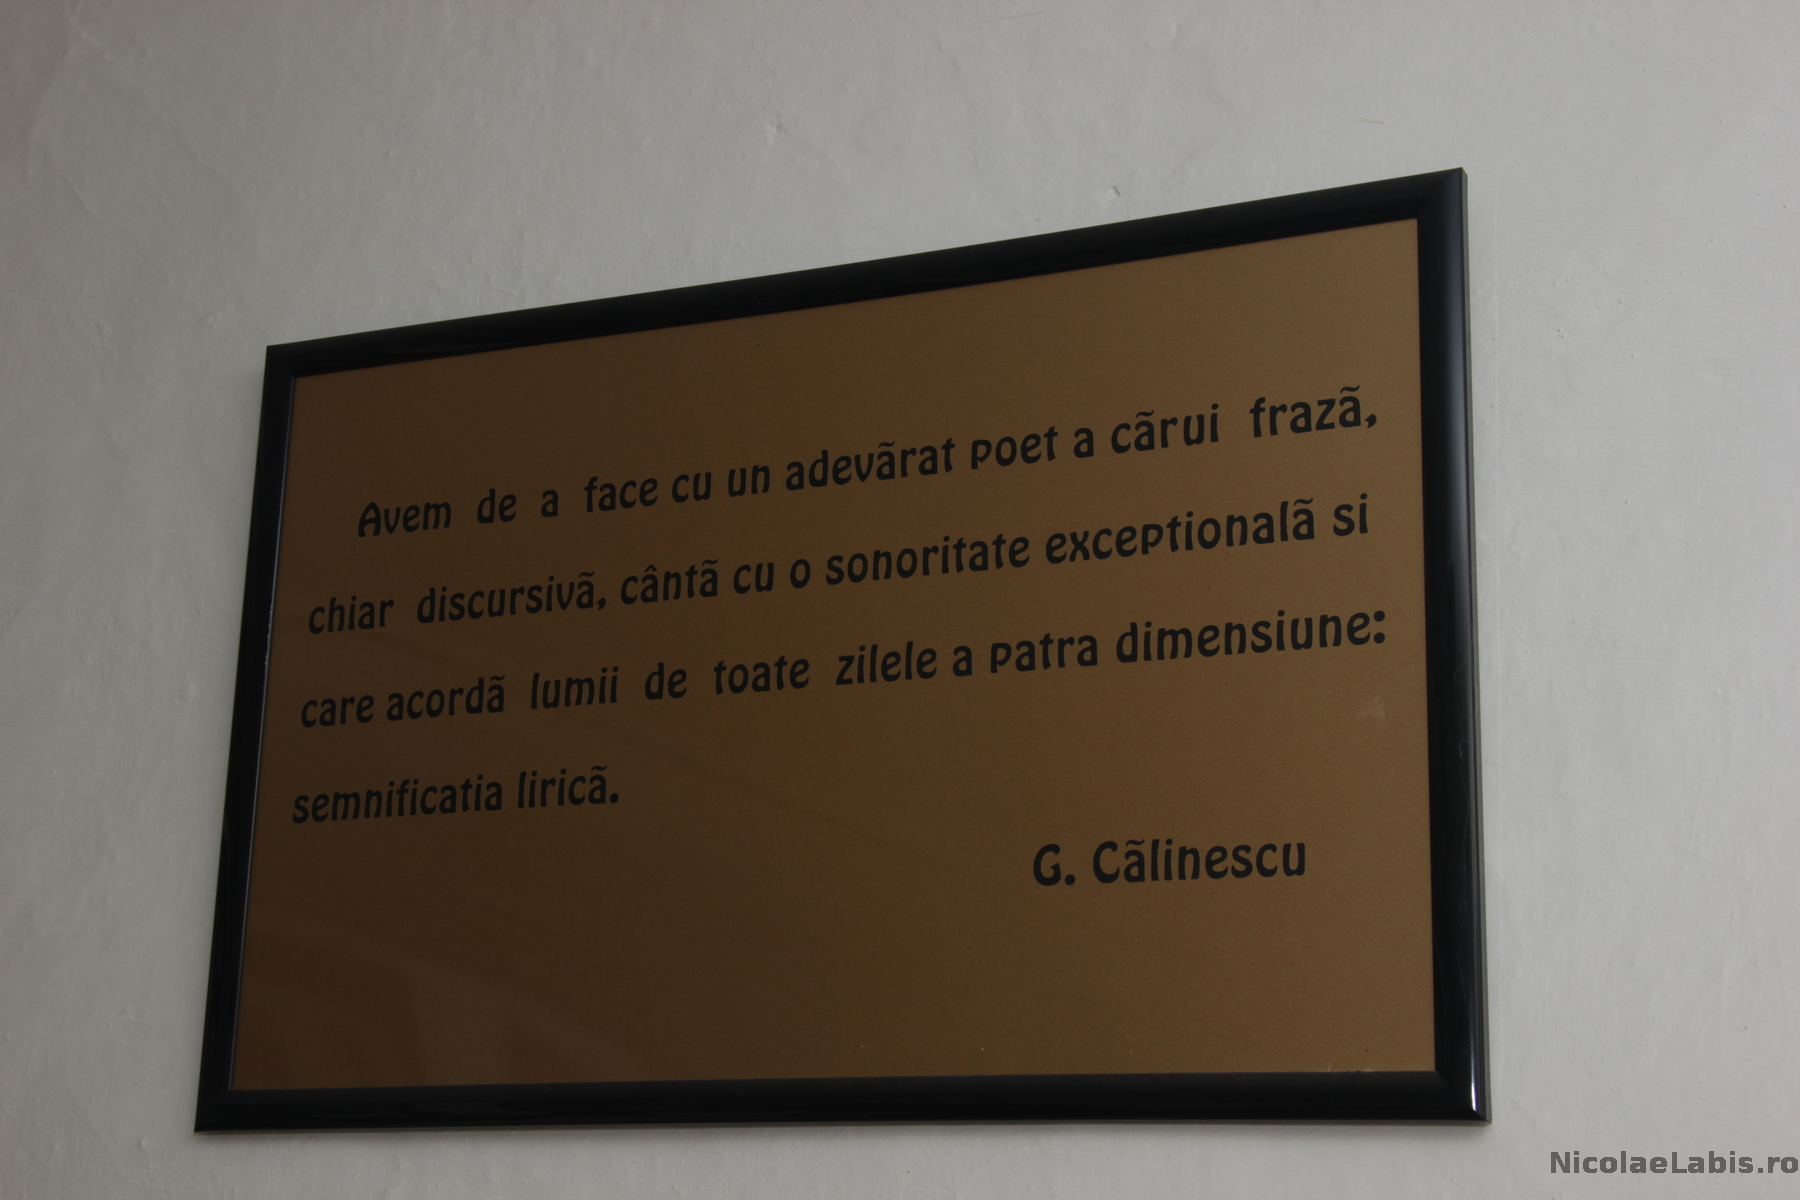 Avem de a face cu un adevãrat poet a cãrui frazã,
chiar discursivã, cântã cu o sonoritate exceptionalã si
care acordã lumii de toate zilele a patra dimensiune:
semnificatia liricã.
G. Cãlinescu
NicolaeLabis.ro